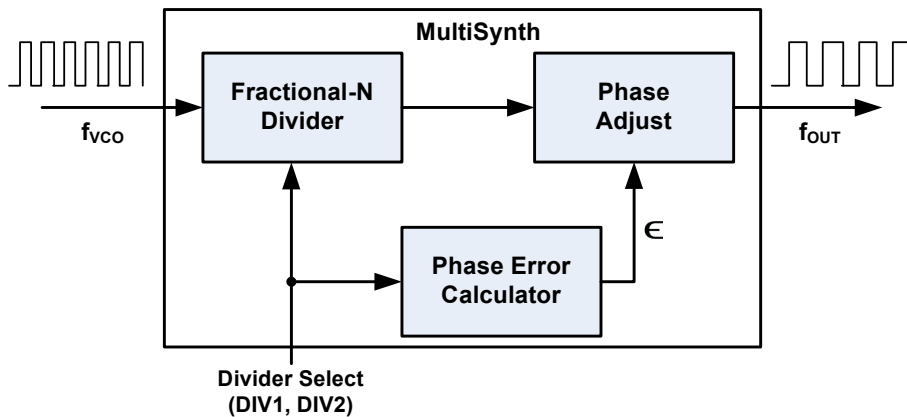 MultiSynth
Fractional-N
Divider
Phase
Adjust
fVCO
fOUT
ϵ
Phase Error
Calculator
Divider Select
(DIV1, DIV2)